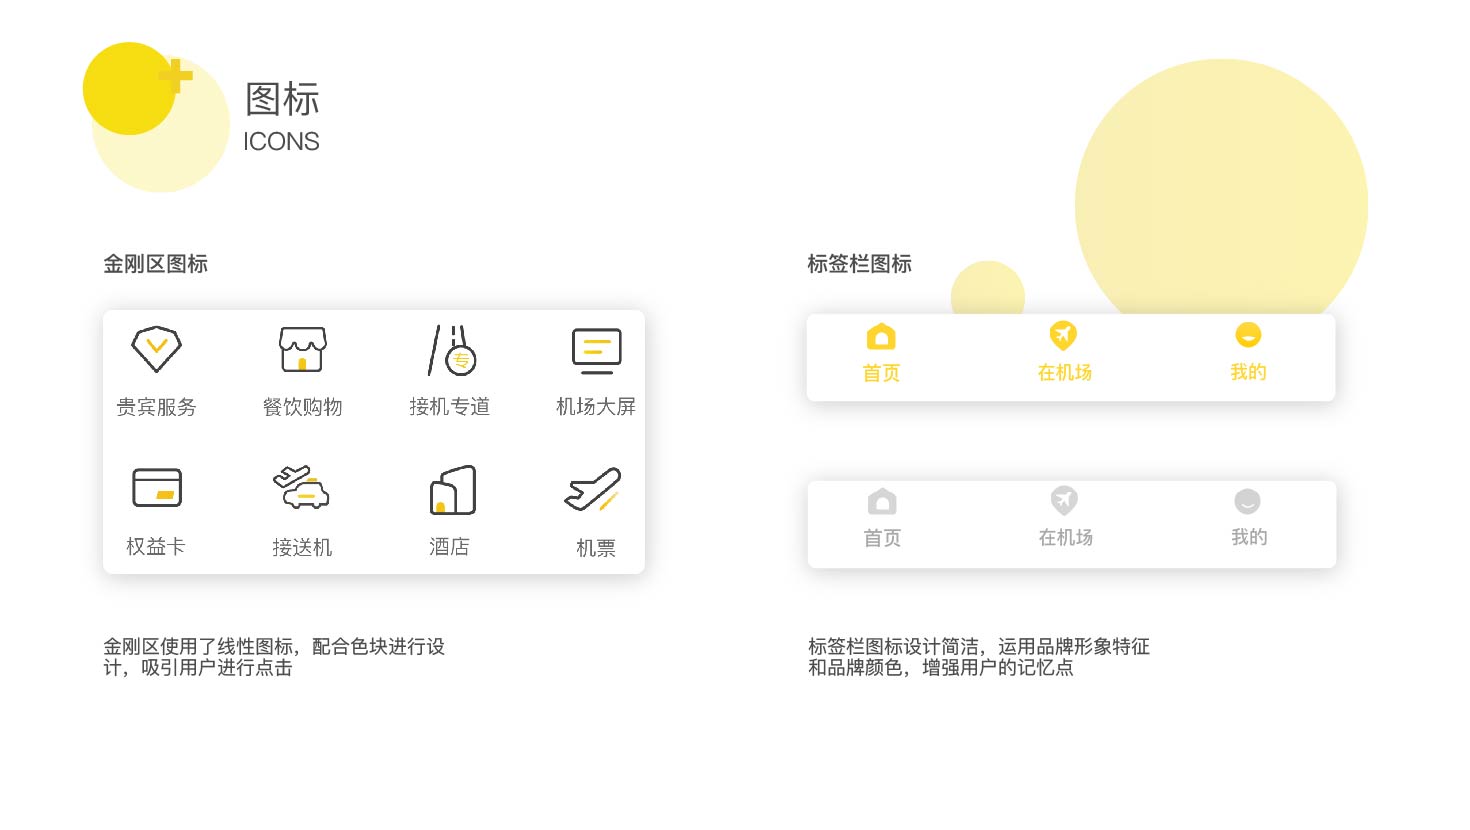 图标
ICONS
金刚区图标
贵宾服务
餐饮购物
专
接机专道
机场大屏
权益卡
接送机
酒店
机票
金刚区使用了线性图标，配合色块进行设
计，吸引用户进行点击
标签栏图标
首页
在机场
我的
首页
在机场
我的
标签栏图标设计简洁，运用品牌形象特征
和品牌颜色，增强用户的记忆点